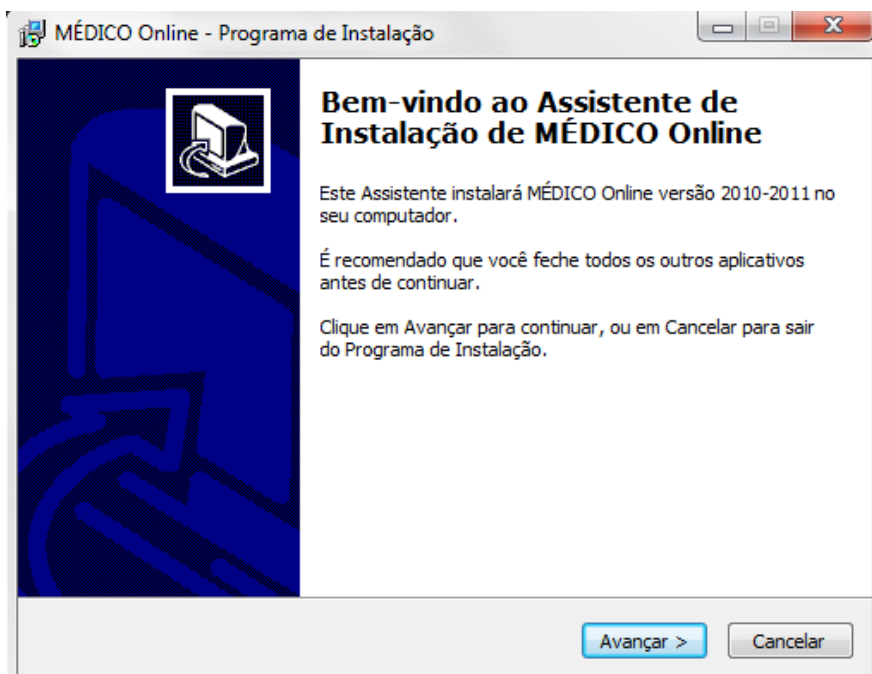 MÉDICO Online - Programa de Instalação
Bem-vindo ao Assistente de
Instalação de MÉDICO Online
Este Assistente instalará MÉDICO Online versão 2010-2011 no
seu computador.
É recomendado que você feche todos os outros aplicativos
antes de continuar.
Clique em Avançar para continuar, ou em Cancelar para sair
do Programa de Instalação.
Avançar >
Cancelar